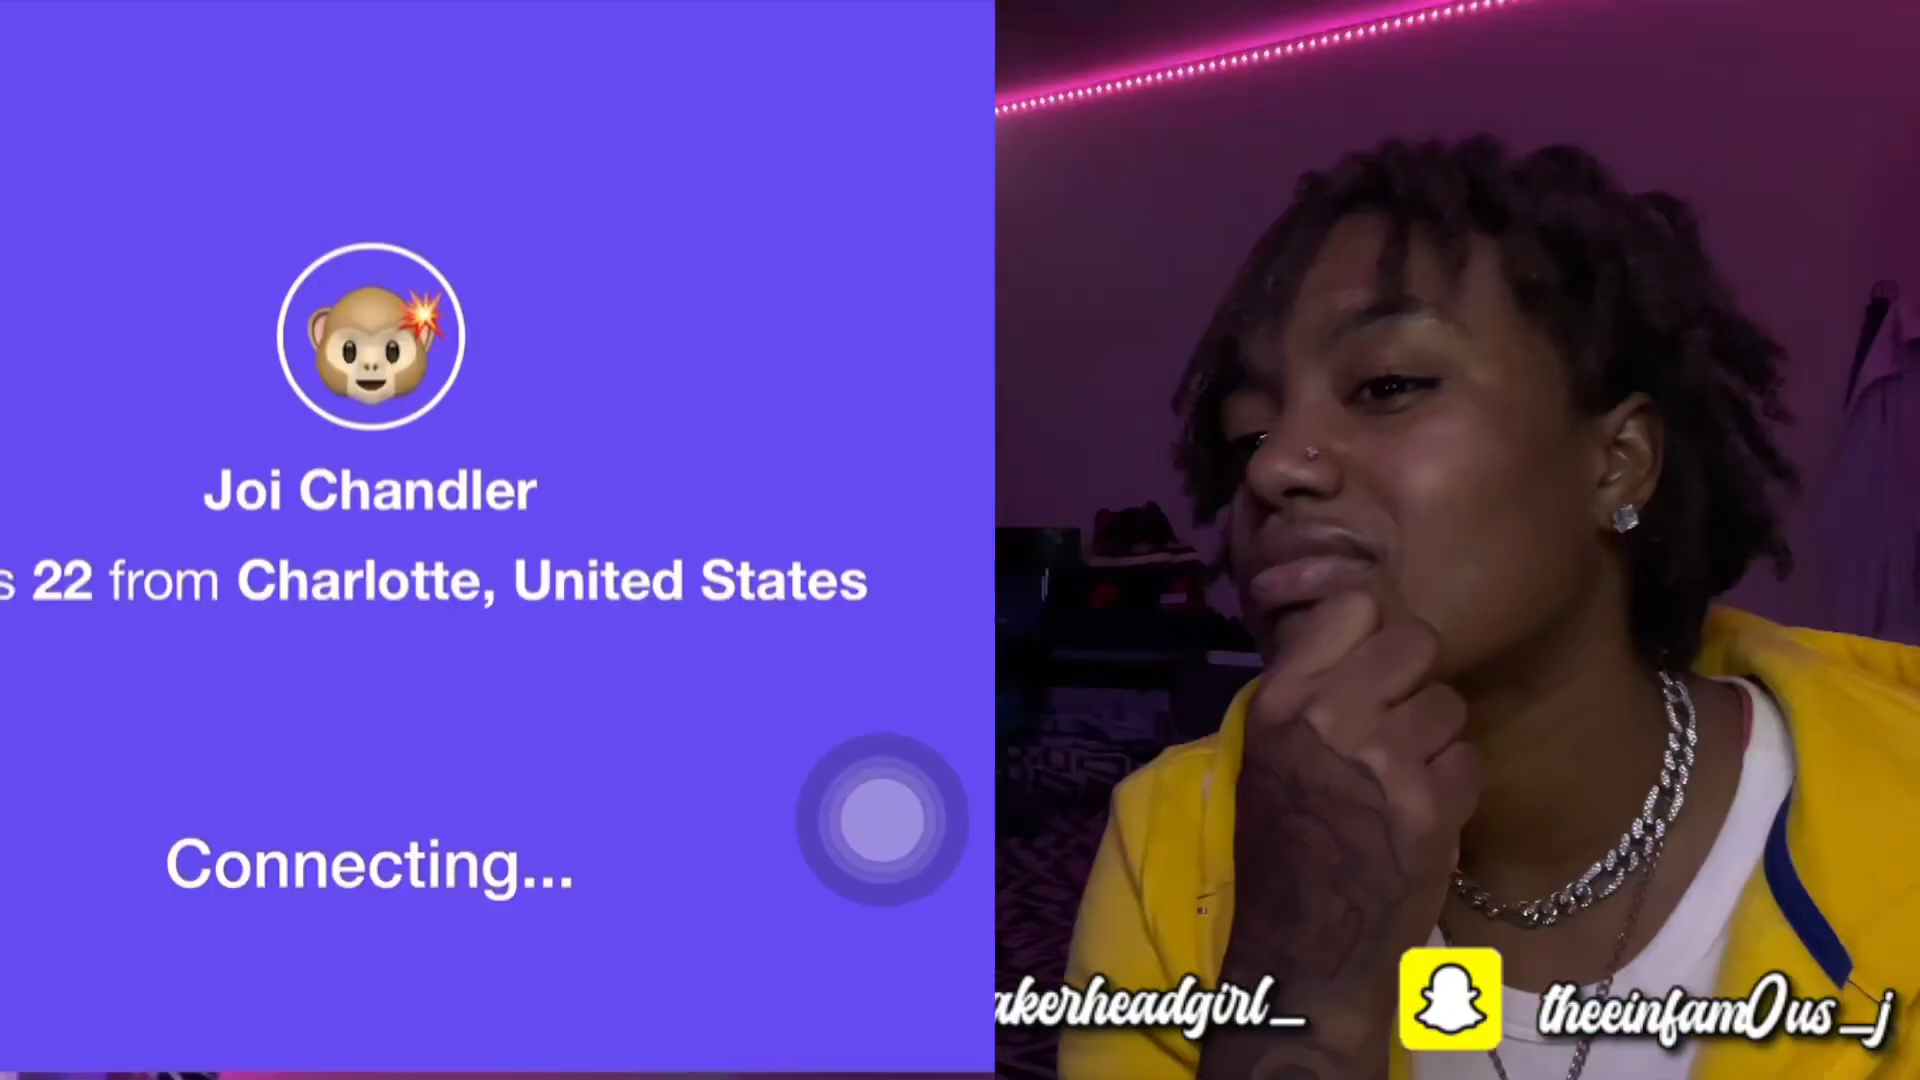 Joi Chandler
s 22 from Charlotte, United States
Connecting...
akerheadgirl_
theeinfam0us_j